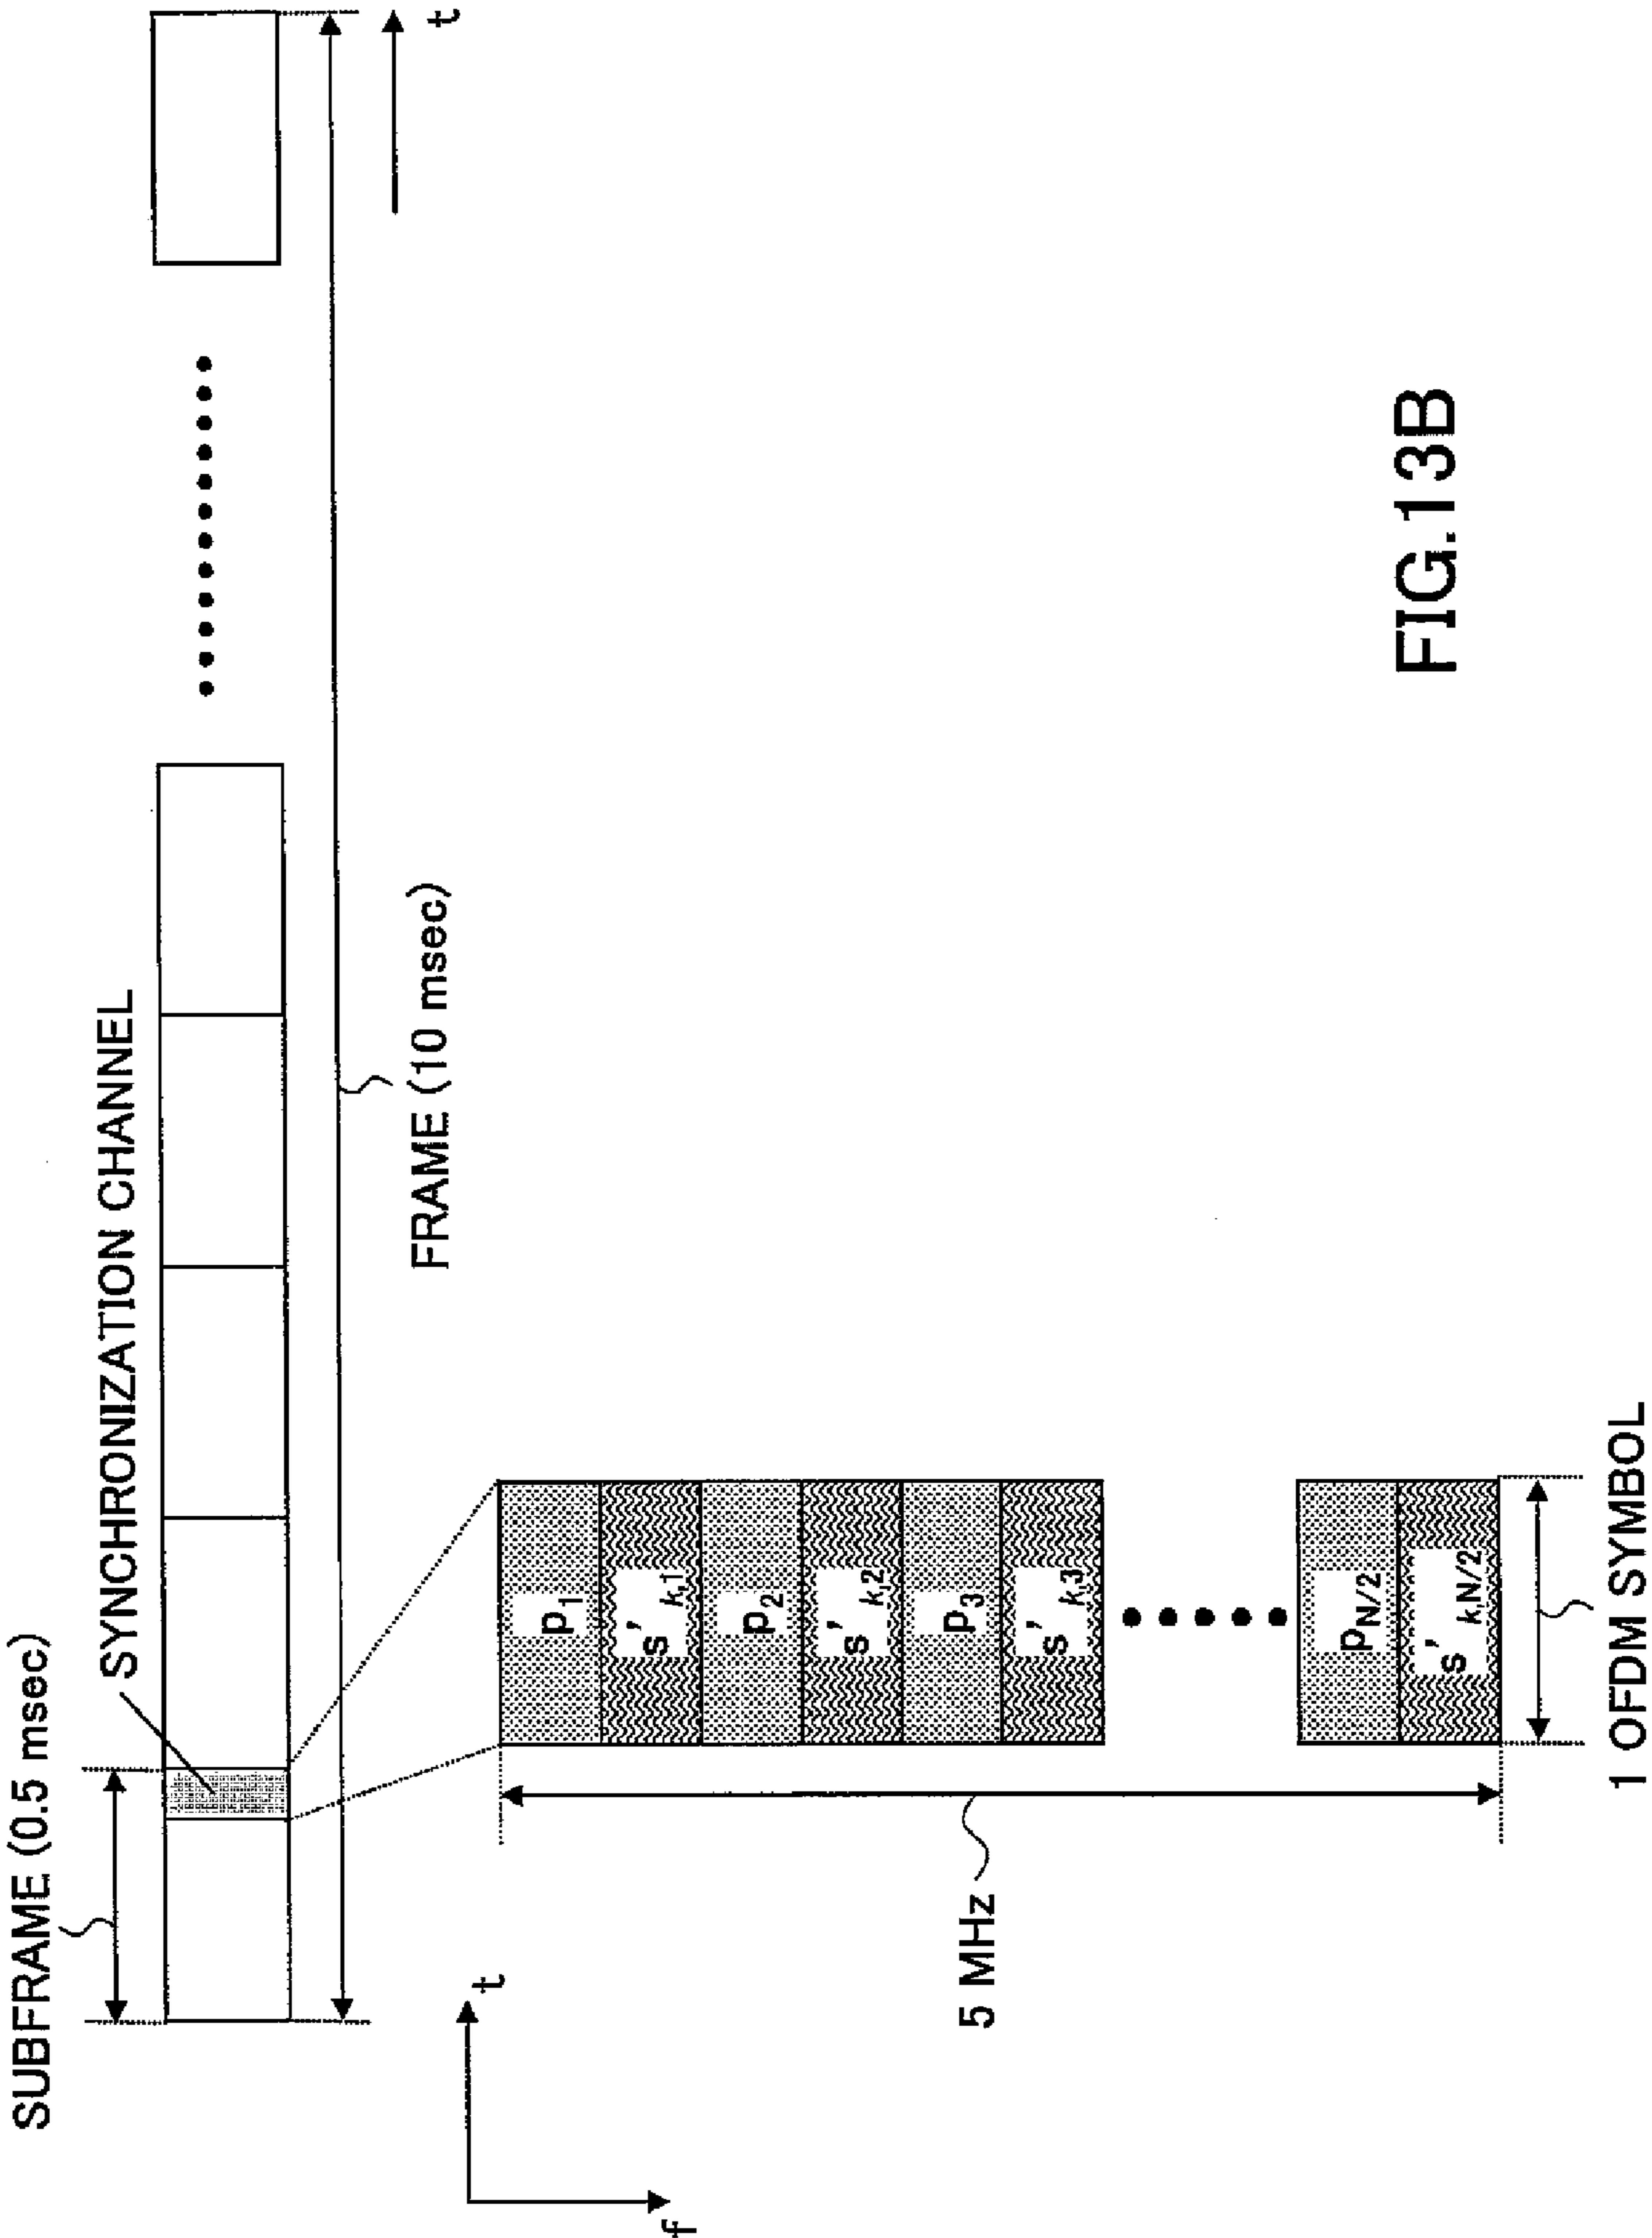 SUBFRAME (0.5 msec)
SYNCHRONIZATION CHANNEL
t
FRAME (10 msec)
t
f
5 MHz
p1
s'k,1
p2
s'k,2
p3
s'k,3
pN/2
s'k,N/2
1 OFDM SYMBOL
FIG.13B